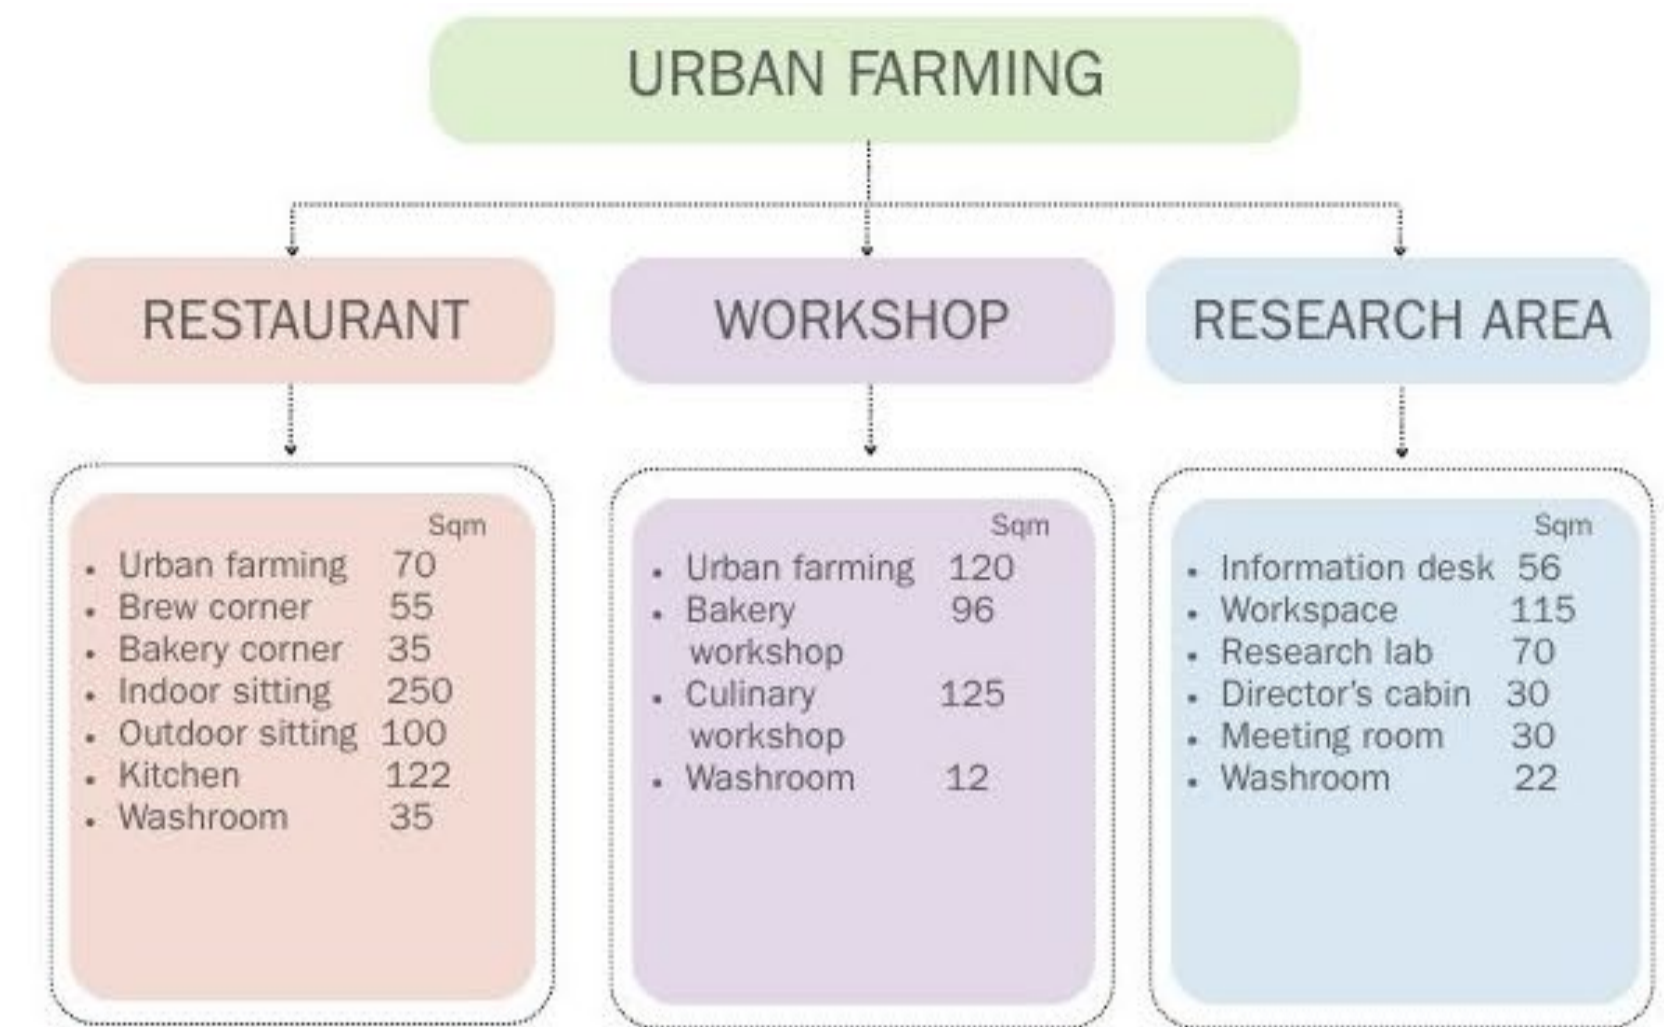 URBAN FARMING
RESTAURANT
WORKSHOP
RESEARCH AREA
Sqm
• Urban farming 70
• Brew corner 55
• Bakery corner 35
• Indoor sitting 250
• Outdoor sitting 100
• Kitchen 122
• Washroom 35
Sqm
• Urban farming 120
• Bakery 96
workshop
• Culinary 125
workshop
• Washroom 12
Sqm
• Information desk 56
• Workspace 115
• Research lab 70
• Director's cabin 30
• Meeting room 30
• Washroom 22